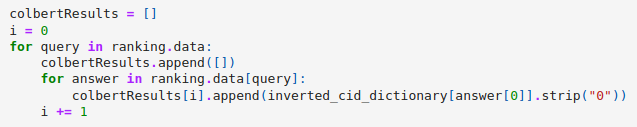 colbertResults = []
i = 0
for query in ranking.data:
    colbertResults.append([])
    for answer in ranking.data[query]:
        colbertResults[i].append(inverted_cid_dictionary[answer[0]].strip("0"))
    i += 1